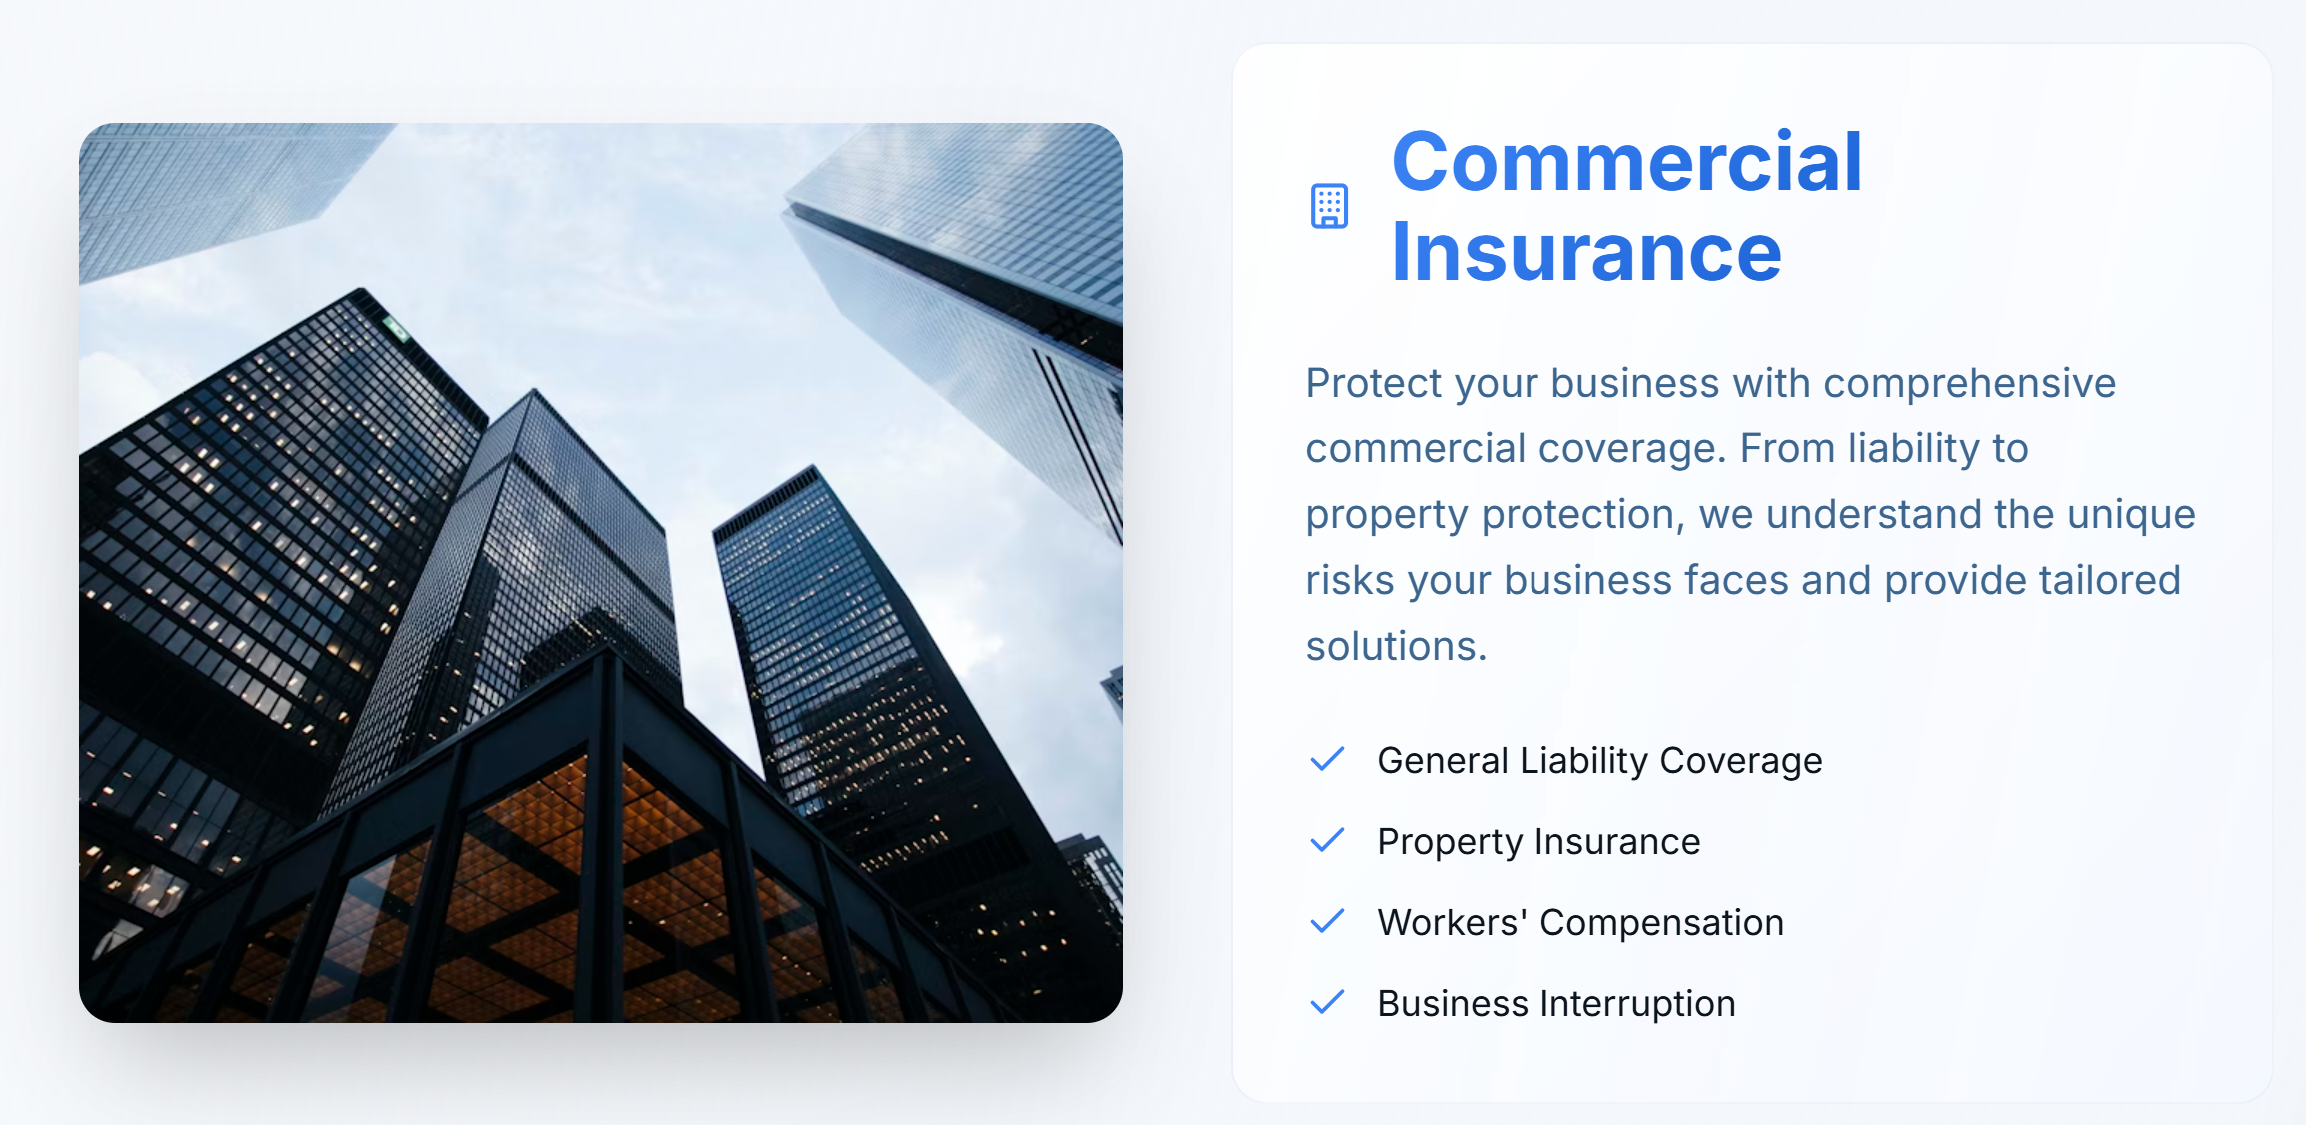 Commercial
Insurance
Protect your business with comprehensive
commercial coverage. From liability to
property protection, we understand the unique
risks your business faces and provide tailored
solutions.
General Liability Coverage
Property Insurance
Workers' Compensation
Business Interruption